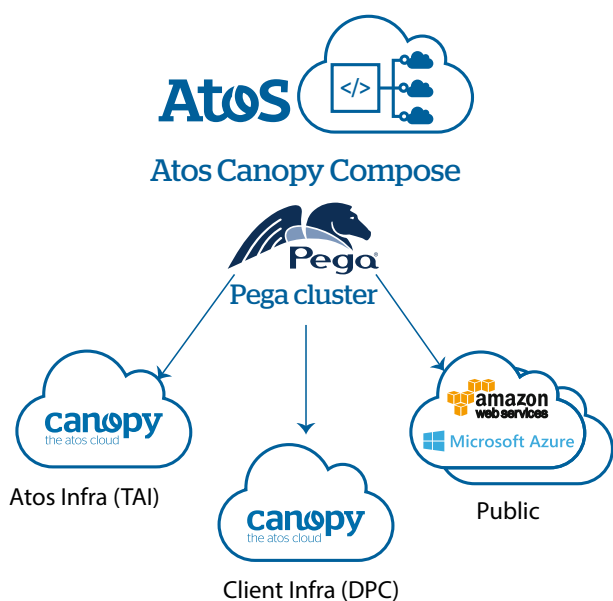 Atos
</>
Atos Canopy Compose
Pega
Pega cluster
canopy
the atos cloud
Atos Infra (TAI)
canopy
the atos cloud
Client Infra (DPC)
amazon
web services
Microsoft Azure
Public